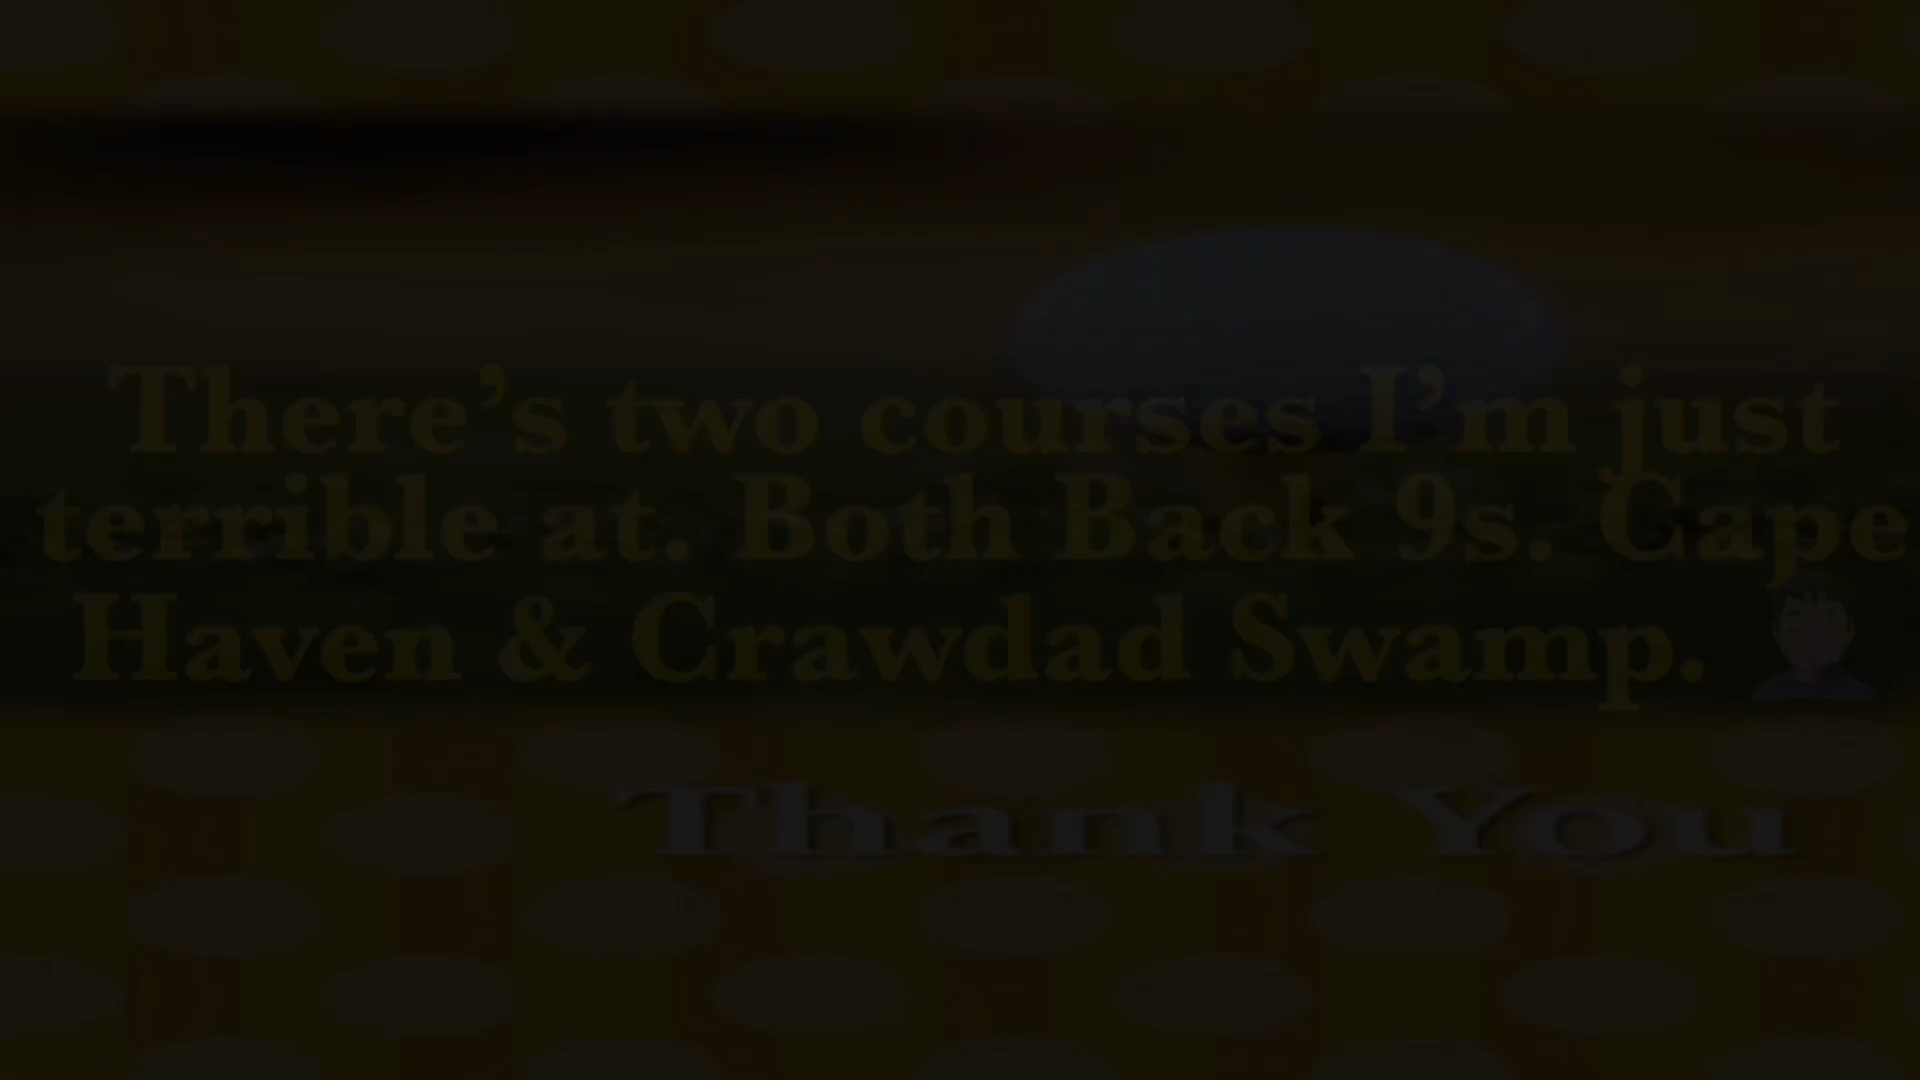 There’s two courses I’m just
terrible at. Both Back 9s. Cape
Haven & Crawdad Swamp. 🤦🏻‍♂️
Thank You